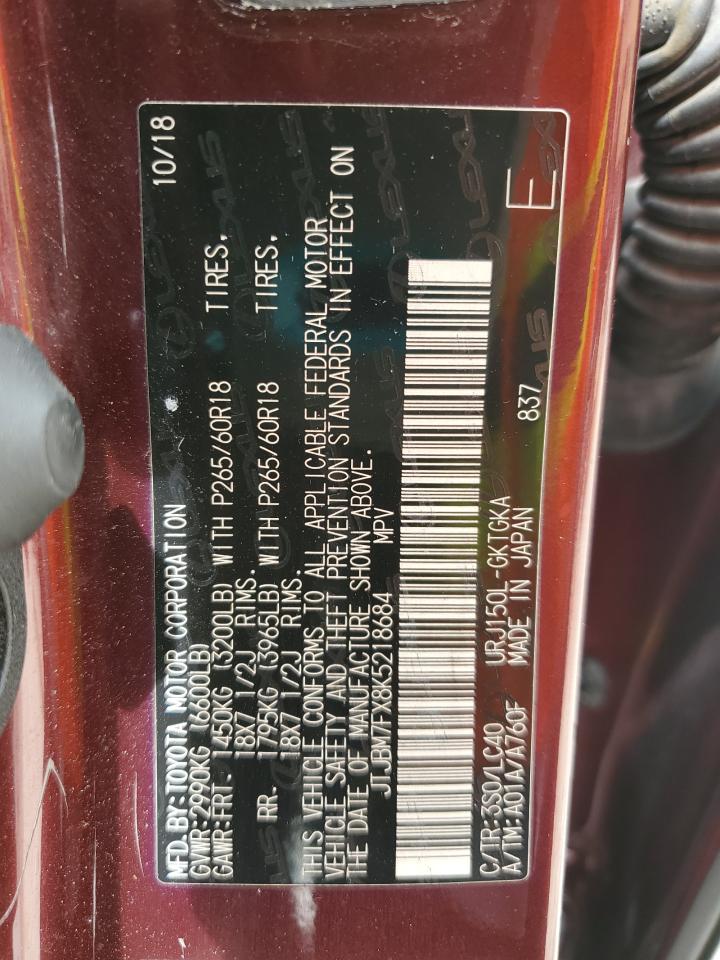 MFD.BY:TOYOTA MOTOR CORPORATION 10/18
GVWR:2990KG (6600LB)
GAWR:FRT. 1450KG (3200LB) WITH P265/60R18 TIRES,
18X7 1/2J RIMS.
RR. 1795KG (3965LB) WITH P265/60R18 TIRES,
18X7 1/2J RIMS.
THIS VEHICLE CONFORMS TO ALL APPLICABLE FEDERAL MOTOR
VEHICLE SAFETY AND THEFT PREVENTION STANDARDS IN EFFECT ON
THE DATE OF MANUFACTURE SHOWN ABOVE.
JTJBM7FX8K5218684 MPV
C/TR:3S0/LC40 URJ150L-GKTGKA
A/TM:A01A/A760F MADE IN JAPAN 837 E